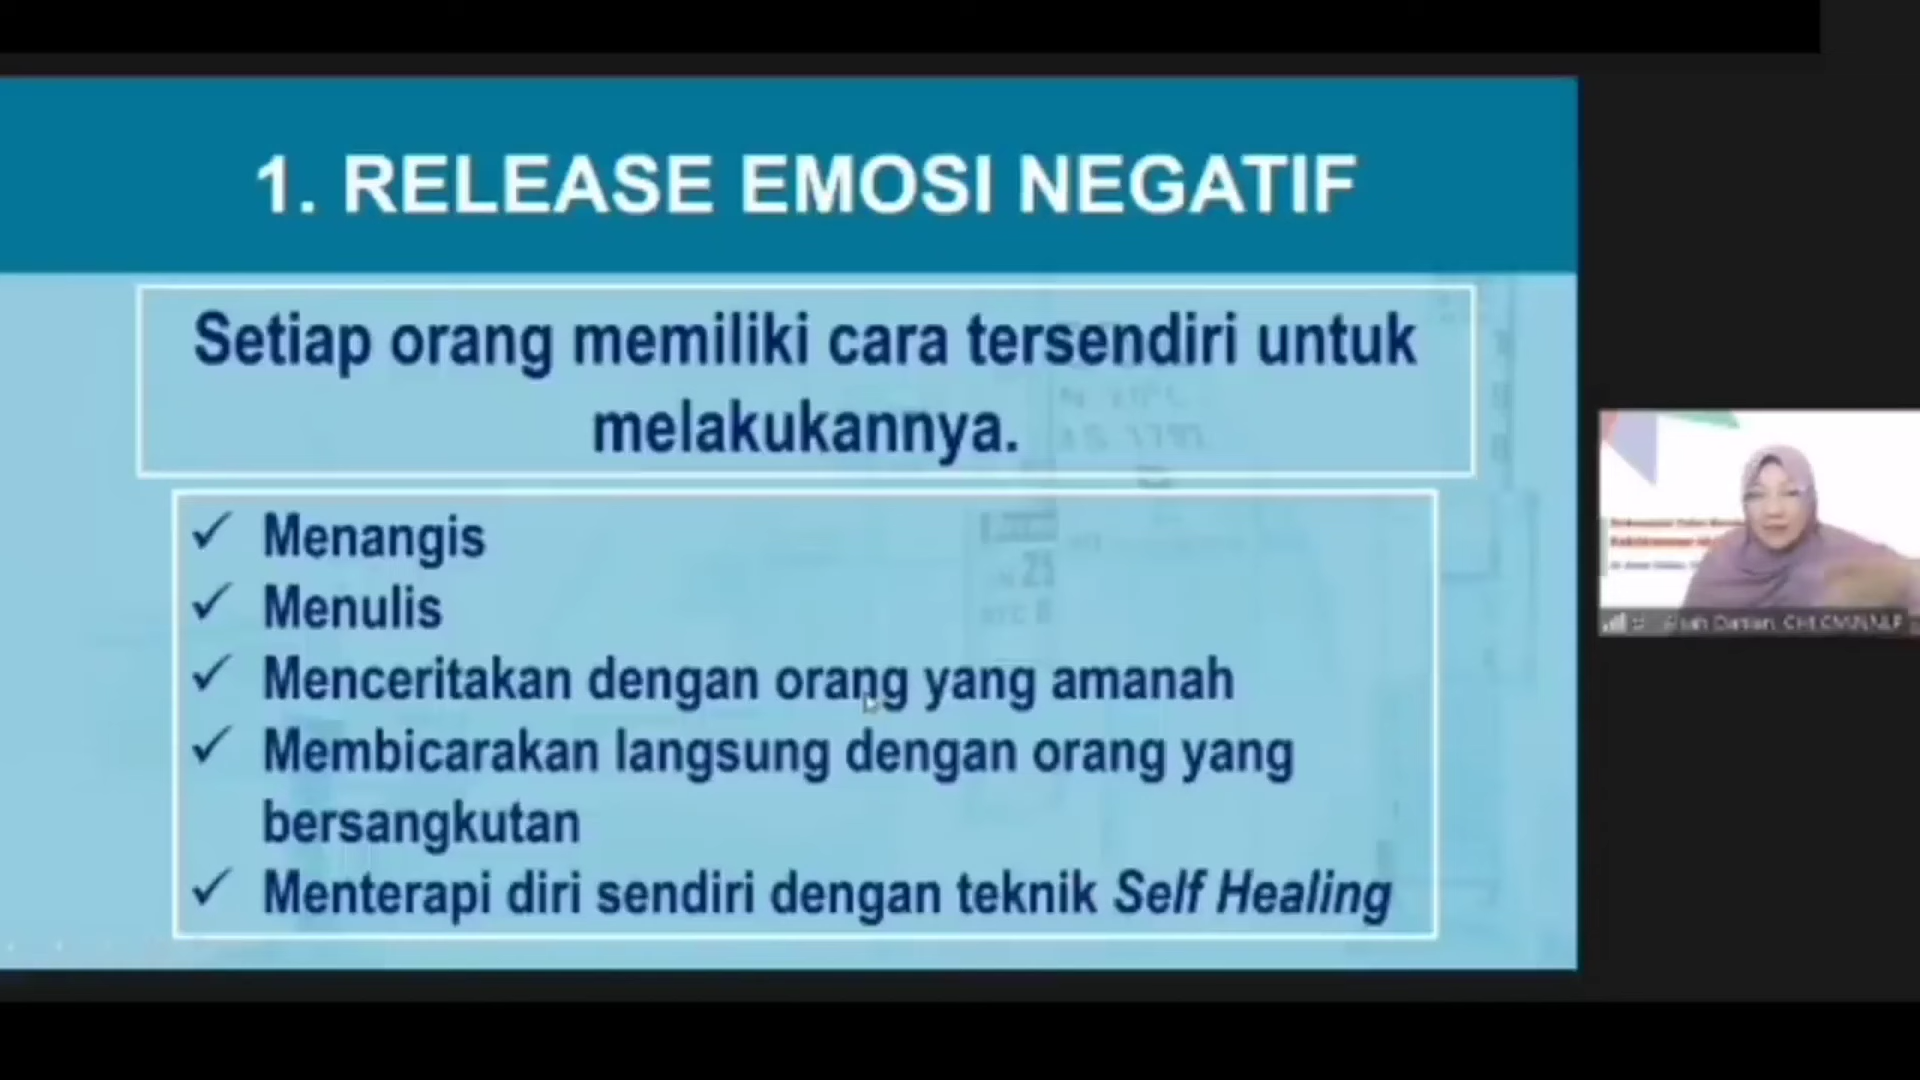 1. RELEASE EMOSI NEGATIF
Setiap orang memiliki cara tersendiri untuk
melakukannya.
✓ Menangis
✓ Menulis
✓ Menceritakan dengan orang yang amanah
✓ Membicarakan langsung dengan orang yang
bersangkutan
✓ Menterapi diri sendiri dengan teknik Self Healing